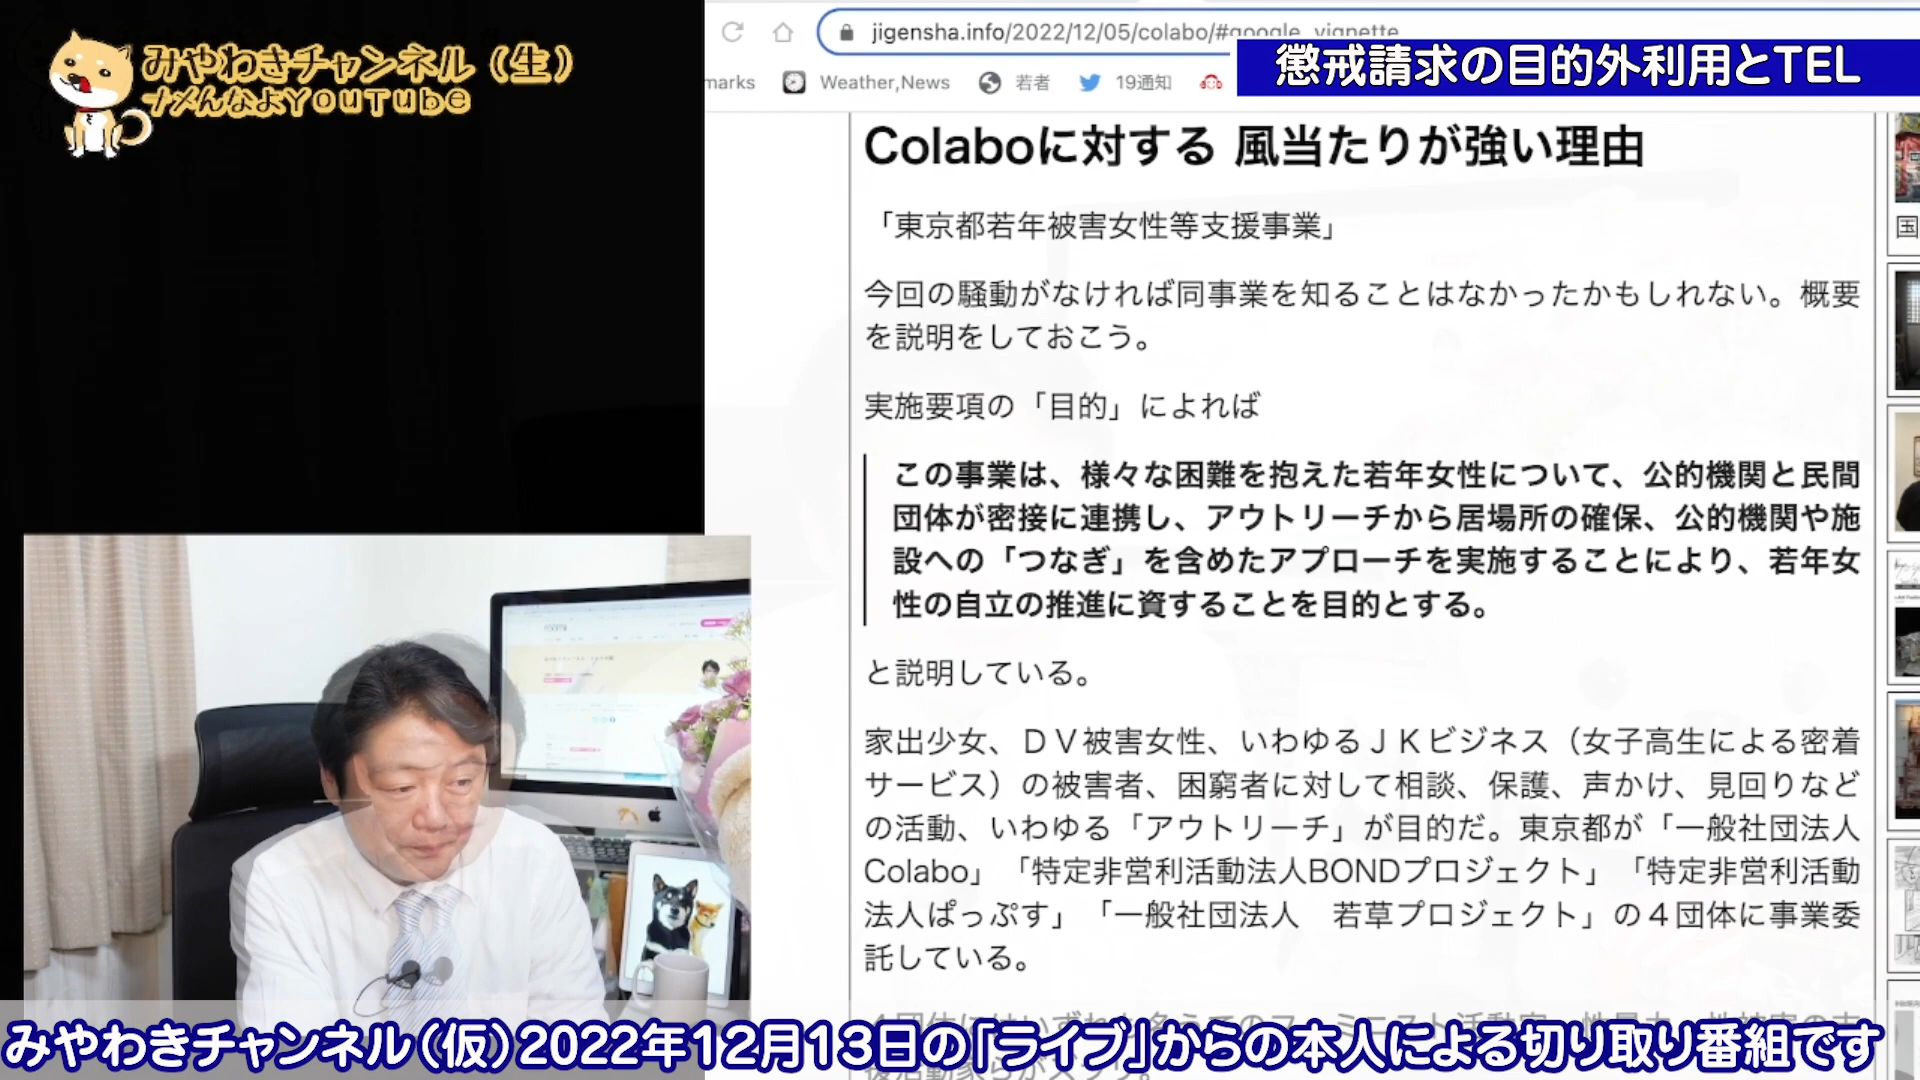 みやわきチャンネル（生）
ナメんなよYouTube
jigensha.info/2022/12/05/colabo/#google_vignette
懲戒請求の目的外利用とTEL
marks Weather,News 若者 19通知
Colaboに対する 風当たりが強い理由
「東京都若年被害女性等支援事業」
今回の騒動がなければ同事業を知ることはなかったかもしれない。概要
を説明をしておこう。
実施要項の「目的」によれば
この事業は、様々な困難を抱えた若年女性について、公的機関と民間
団体が密接に連携し、アウトリーチから居場所の確保、公的機関や施
設への「つなぎ」を含めたアプローチを実施することにより、若年女
性の自立の推進に資することを目的とする。
と説明している。
家出少女、ＤＶ被害女性、いわゆるＪＫビジネス（女子高生による密着
サービス）の被害者、困窮者に対して相談、保護、声かけ、見回りなど
の活動、いわゆる「アウトリーチ」が目的だ。東京都が「一般社団法人
Colabo」「特定非営利活動法人BONDプロジェクト」「特定非営利活動
法人ぱっぷす」「一般社団法人　若草プロジェクト」の４団体に事業委
託している。
国
みやわきチャンネル（仮）2022年12月13日の「ライブ」からの本人による切り取り番組です